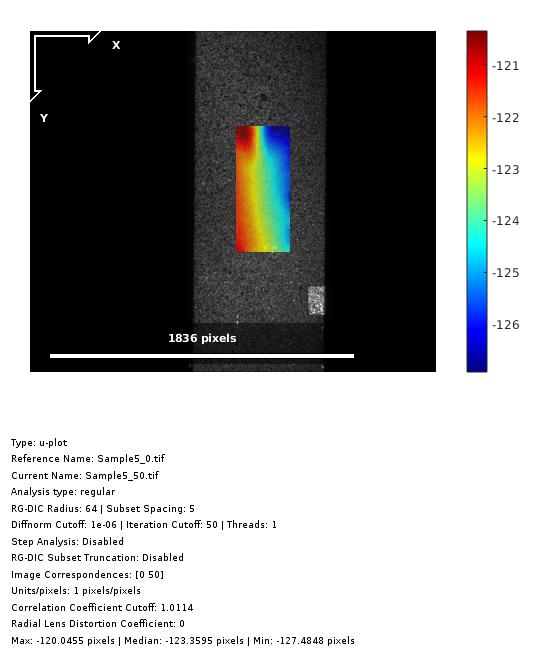 X
Y
-121
-122
-123
-124
-125
-126
1836 pixels
Type: u-plot
Reference Name: Sample5_0.tif
Current Name: Sample5_50.tif
Analysis type: regular
RG-DIC Radius: 64 | Subset Spacing: 5
Diffnorm Cutoff: 1e-06 | Iteration Cutoff: 50 | Threads: 1
Step Analysis: Disabled
RG-DIC Subset Truncation: Disabled
Image Correspondences: [0 50]
Units/pixels: 1 pixels/pixels
Correlation Coefficient Cutoff: 1.0114
Radial Lens Distortion Coefficient: 0
Max: -120.0455 pixels | Median: -123.3595 pixels | Min: -127.4848 pixels